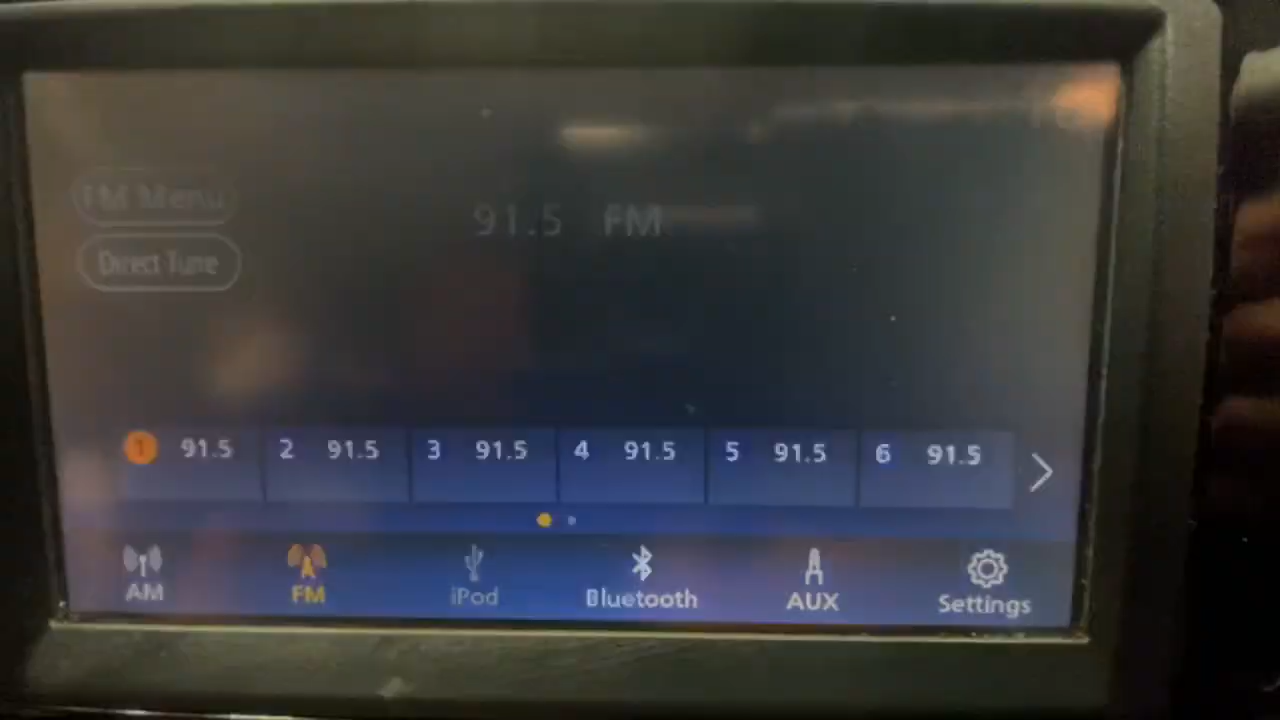 FM Menu
91.5 FM
Direct Tune
1 91.5 2 91.5 3 91.5 4 91.5 5 91.5 6 91.5
AM FM iPod Bluetooth AUX Settings